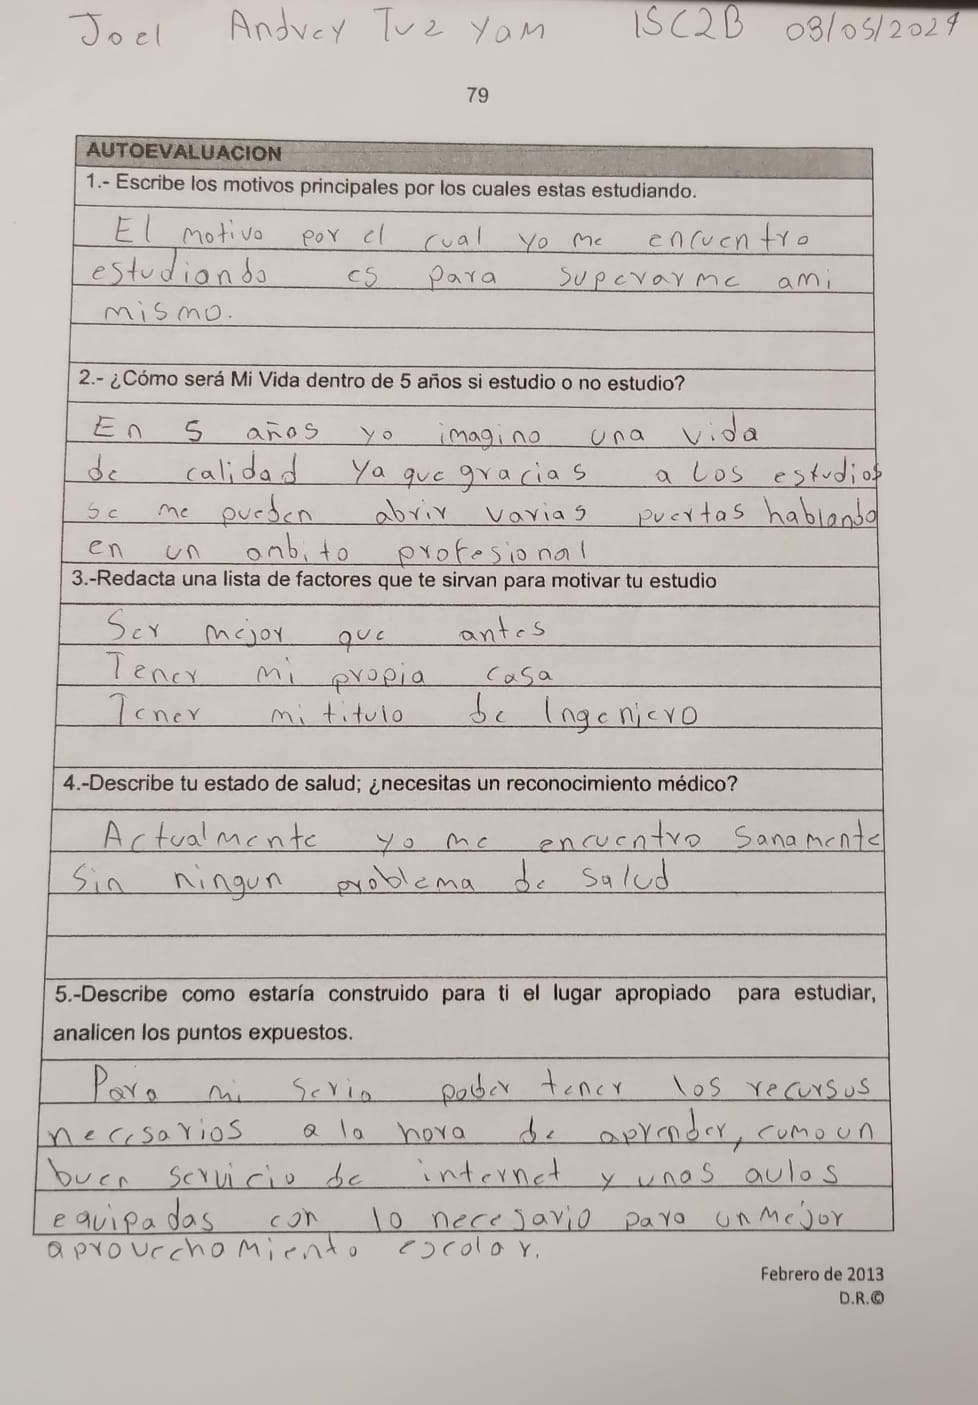 Joel Andrey Tuz Yam ISC2B 03/05/2024
79
AUTOEVALUACION
1.- Escribe los motivos principales por los cuales estas estudiando.
El motivo por el cual yo me encuentro
estudiando es para superarme ami
mismo.
2.- ¿Cómo será Mi Vida dentro de 5 años si estudio o no estudio?
En 5 años yo imagino una vida
de calidad ya que gracias a los estudios
se me pueden abrir varias puertas hablando
en un ambito profesional
3.-Redacta una lista de factores que te sirvan para motivar tu estudio
Ser mejor que antes
Tener mi propia casa
Tener mi titulo de Ingeniero
4.-Describe tu estado de salud; ¿necesitas un reconocimiento médico?
Actualmente yo me encuentro Sanamente
Sin ningun problema de Salud
5.-Describe como estaría construido para ti el lugar apropiado para estudiar,
analicen los puntos expuestos.
Para mi Seria poder tener los recursos
necesarios a la hora de aprender, como un
buen servicio de internet y unas aulas
equipadas con lo necesario para un mejor
aprovechamiento escolar.
Febrero de 2013
D.R.©